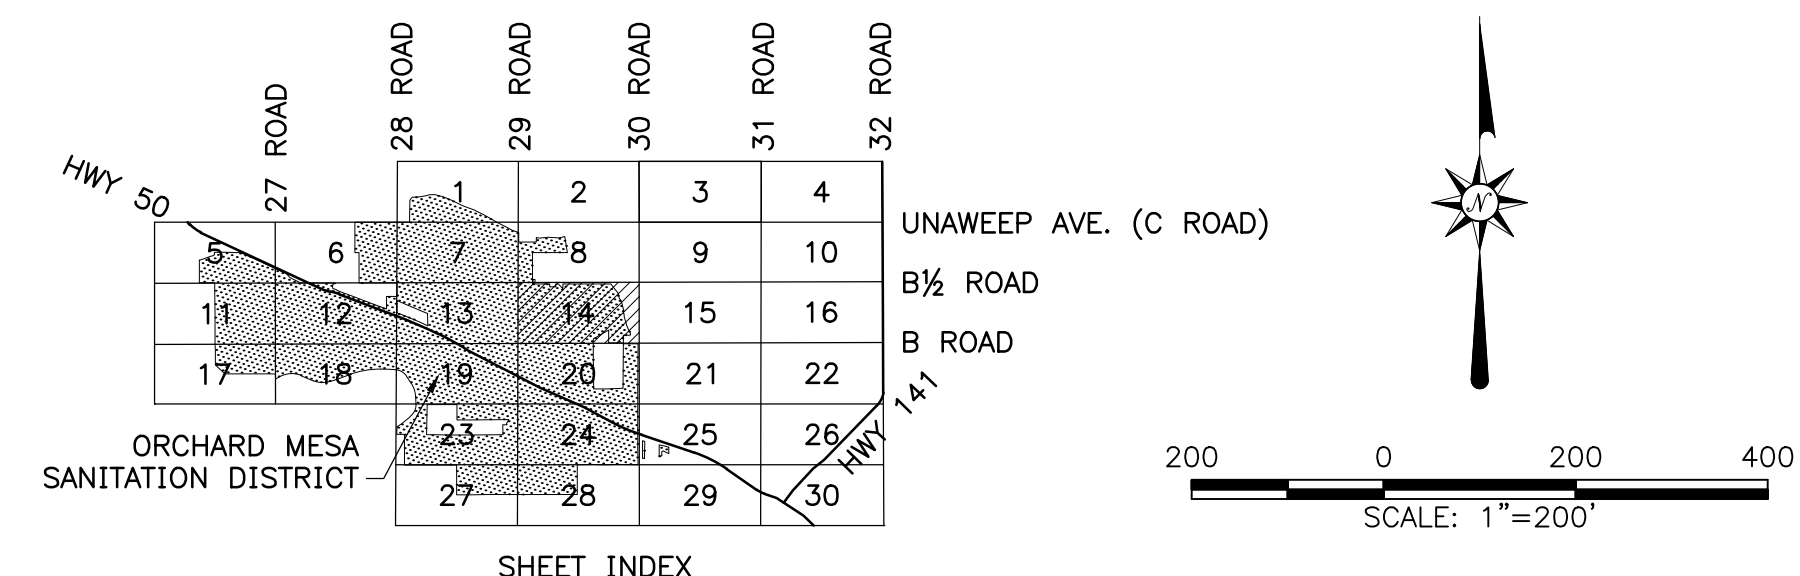 28 ROAD
29 ROAD
30 ROAD
31 ROAD
32 ROAD
27 ROAD
HWY 50
1 2 3 4
UNAWEEP AVE. (C ROAD)
5 6 7 8 9 10
B½ ROAD
11 12 13 14 15 16
B ROAD
17 18 19 20 21 22
HWY 141
23 24 25 26
ORCHARD MESA
SANITATION DISTRICT
27 28 29 30
SHEET INDEX
N
200 0 200 400
SCALE: 1"=200'